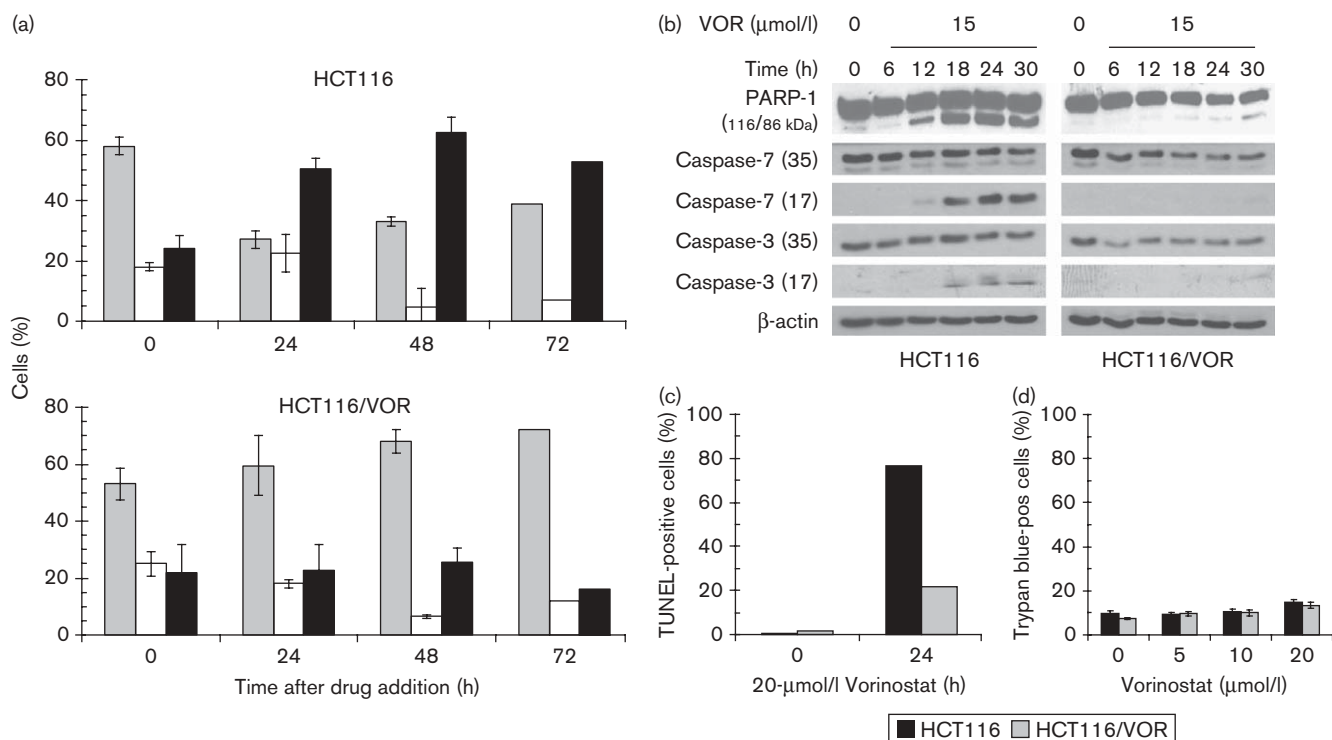 (a)
HCT116
80
60
40
20
0
0 24 48 72
Cells (%)
HCT116/VOR
80
60
40
20
0
0 24 48 72
Time after drug addition (h)
(b) VOR (μmol/l) 0 15 0 15
Time (h) 0 6 12 18 24 30 0 6 12 18 24 30
PARP-1
(116/86 kDa)
Caspase-7 (35)
Caspase-7 (17)
Caspase-3 (35)
Caspase-3 (17)
β-actin
HCT116 HCT116/VOR
(c)
TUNEL-positive cells (%)
100
80
60
40
20
0
0 24
20-μmol/l Vorinostat (h)
(d)
Trypan blue-pos cells (%)
100
80
60
40
20
0
0 5 10 20
Vorinostat (μmol/l)
HCT116 HCT116/VOR